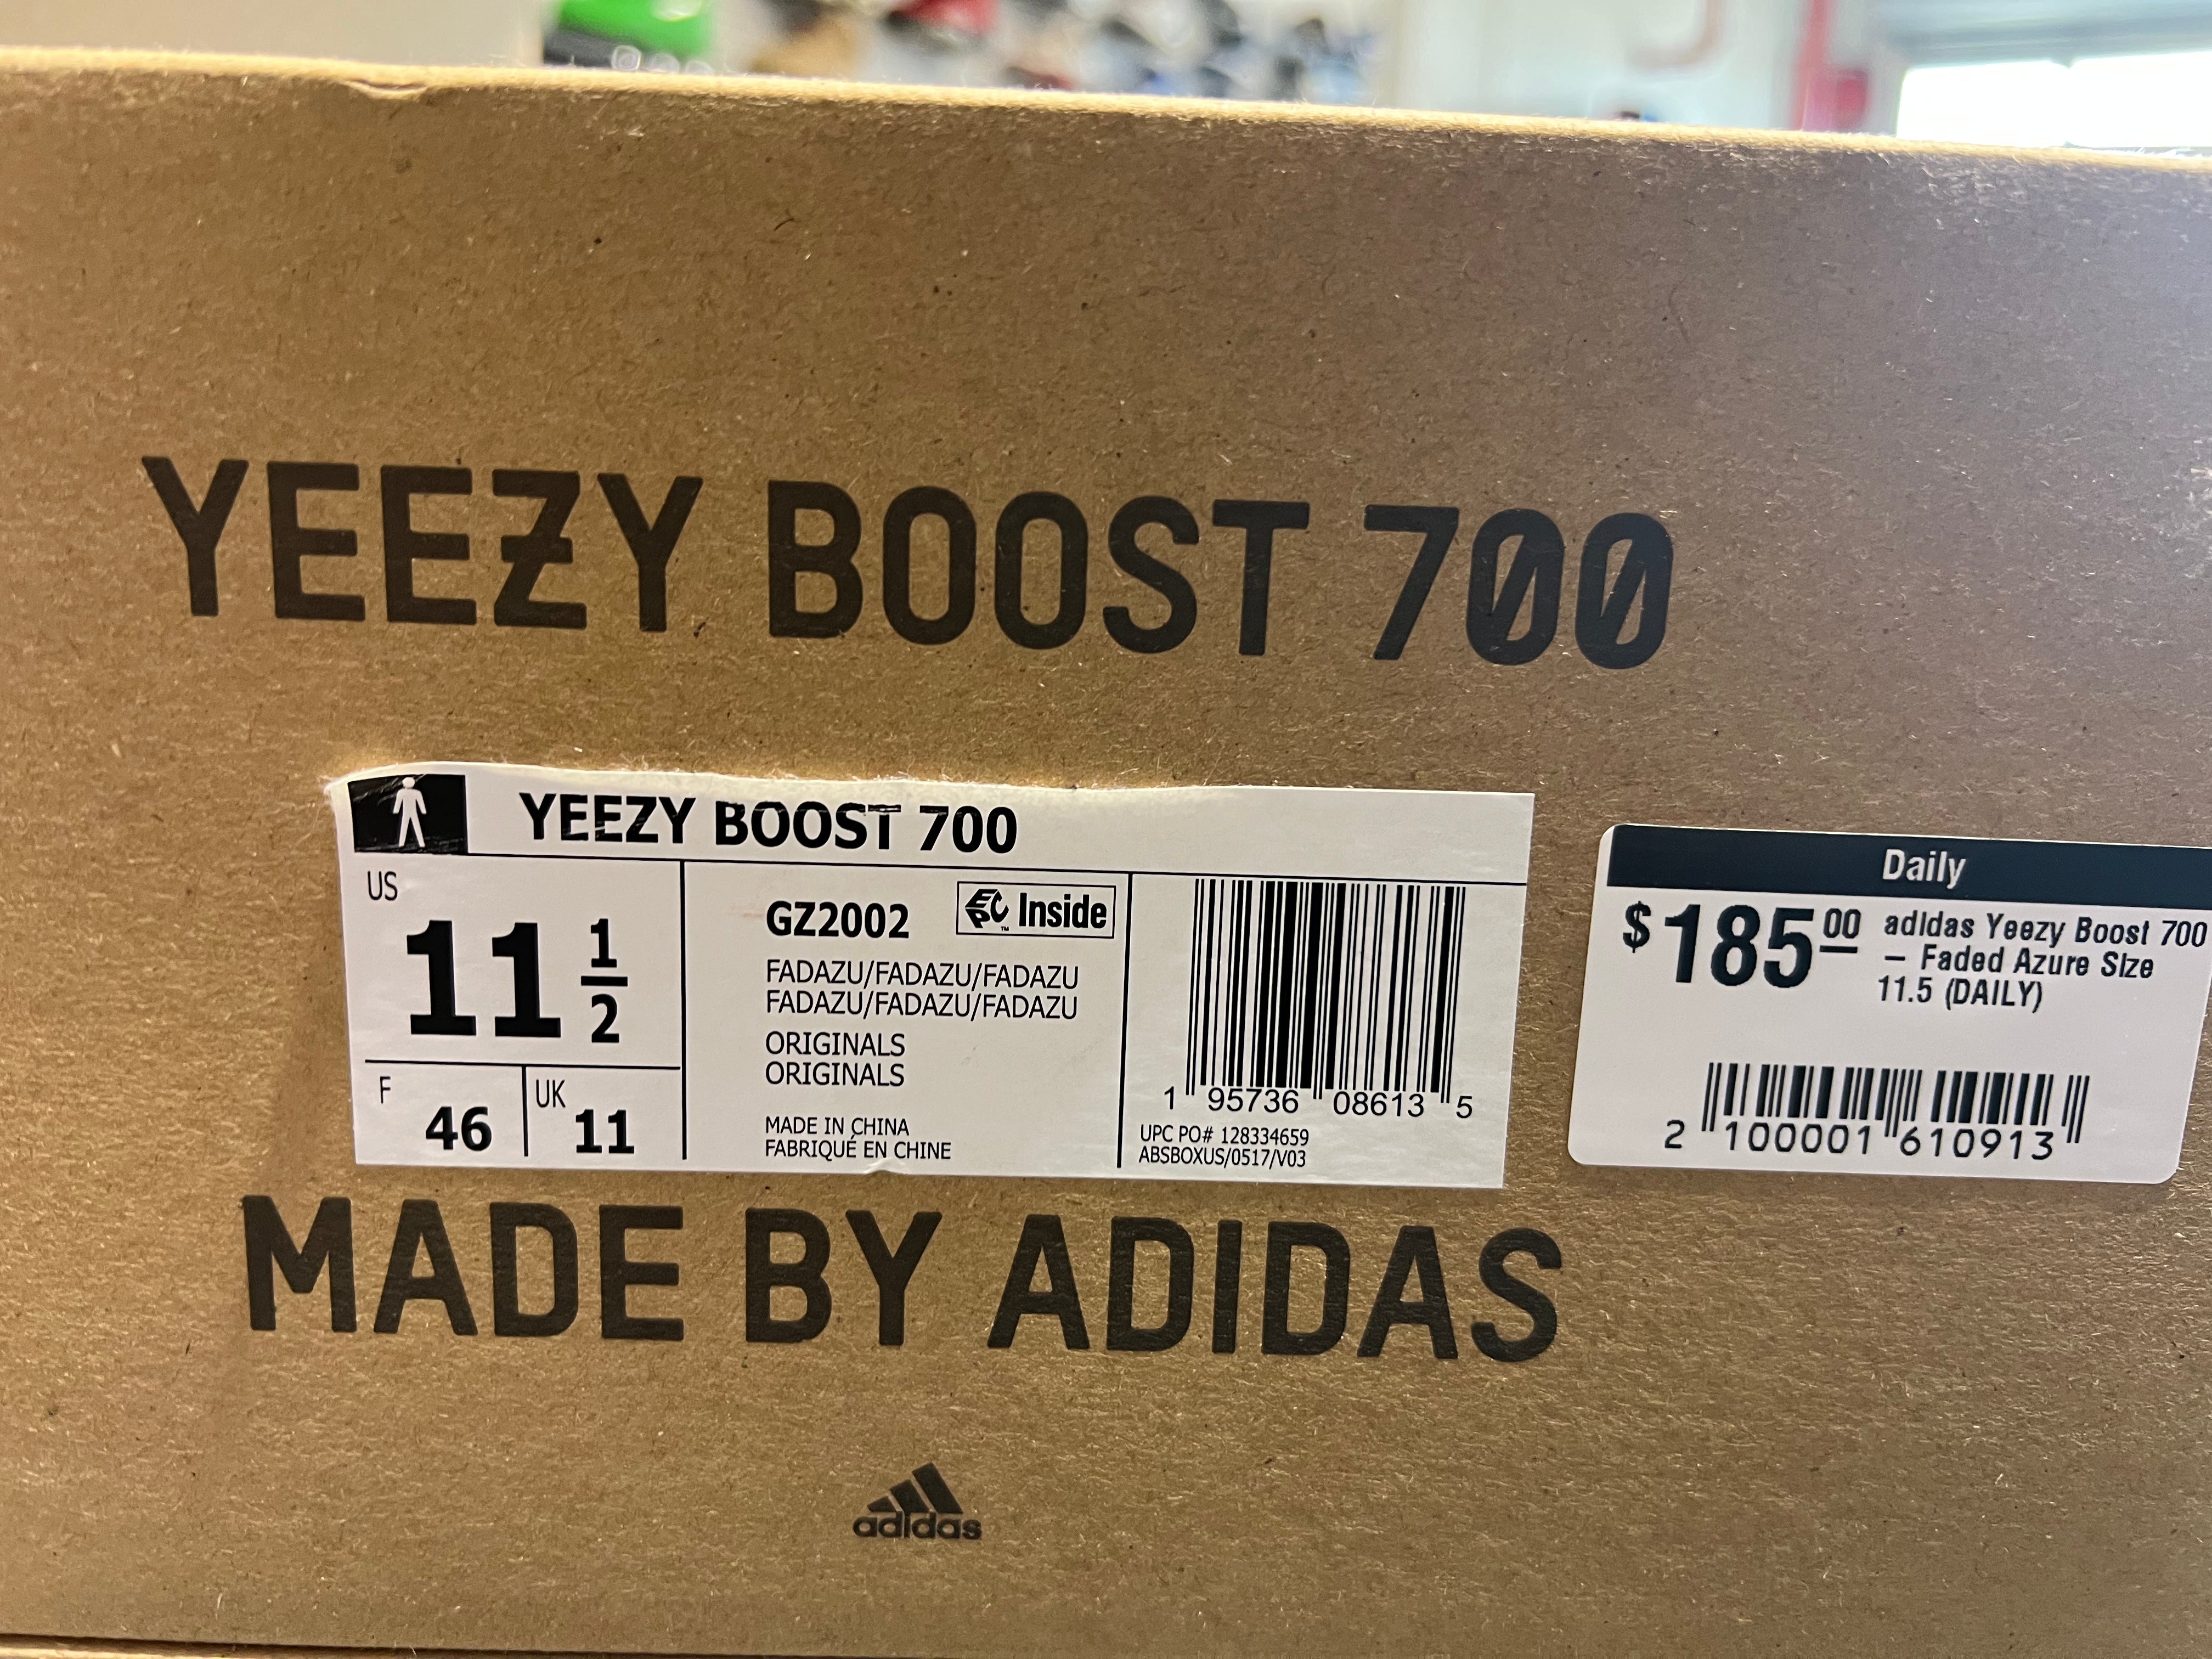 YEEZY BOOST 700
YEEZY BOOST 700
US
11 1/2
F
46
UK
11
GZ2002
EPC Inside
™
FADAZU/FADAZU/FADAZU
FADAZU/FADAZU/FADAZU
ORIGINALS
ORIGINALS
MADE IN CHINA
FABRIQUÉ EN CHINE
1 95736 08613 5
UPC PO# 128334659
ABSBOXUS/0517/V03
Daily
$185.00
adidas Yeezy Boost 700
– Faded Azure Size
11.5 (DAILY)
2 100001 610913
MADE BY ADIDAS
adidas